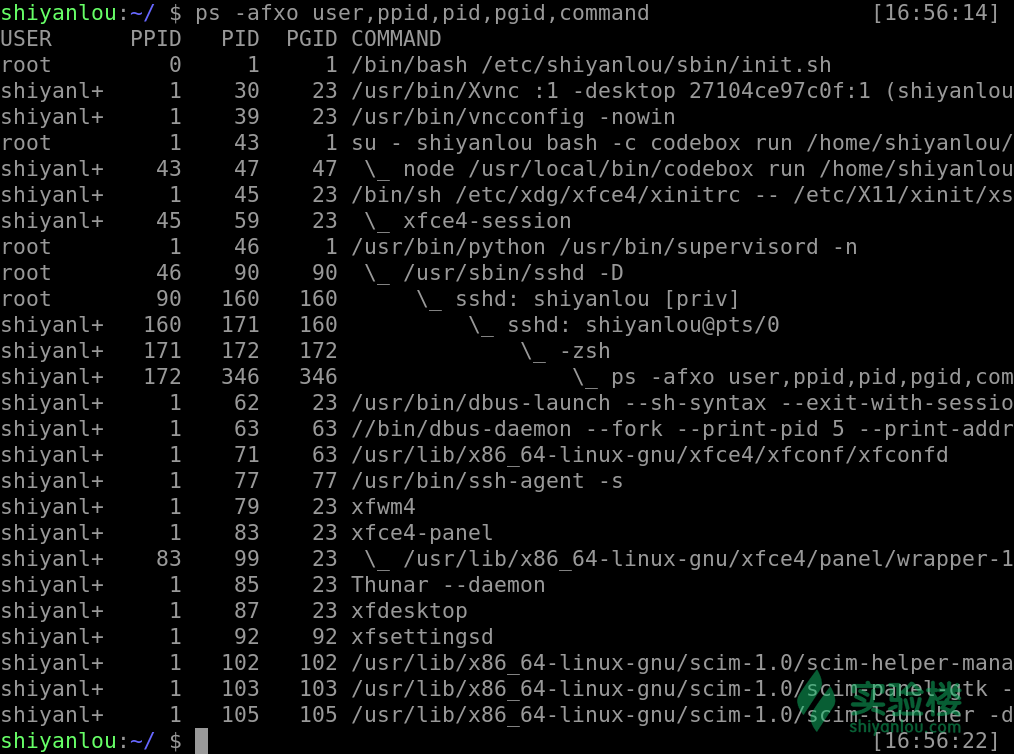 shiyanlou:~/ $ ps -afxo user,ppid,pid,pgid,command                 [16:56:14]
USER      PPID   PID  PGID COMMAND
root         0     1     1 /bin/bash /etc/shiyanlou/sbin/init.sh
shiyanl+     1    30    23 /usr/bin/Xvnc :1 -desktop 27104ce97c0f:1 (shiyanlou
shiyanl+     1    39    23 /usr/bin/vncconfig -nowin
root         1    43     1 su - shiyanlou bash -c codebox run /home/shiyanlou/
shiyanl+    43    47    47  \_ node /usr/local/bin/codebox run /home/shiyanlou
shiyanl+     1    45    23 /bin/sh /etc/xdg/xfce4/xinitrc -- /etc/X11/xinit/xs
shiyanl+    45    59    23  \_ xfce4-session
root         1    46     1 /usr/bin/python /usr/bin/supervisord -n
root        46    90    90  \_ /usr/sbin/sshd -D
root        90   160   160      \_ sshd: shiyanlou [priv]
shiyanl+   160   171   160          \_ sshd: shiyanlou@pts/0
shiyanl+   171   172   172              \_ -zsh
shiyanl+   172   346   346                  \_ ps -afxo user,ppid,pid,pgid,com
shiyanl+     1    62    23 /usr/bin/dbus-launch --sh-syntax --exit-with-sessio
shiyanl+     1    63    63 //bin/dbus-daemon --fork --print-pid 5 --print-addr
shiyanl+     1    71    63 /usr/lib/x86_64-linux-gnu/xfce4/xfconf/xfconfd
shiyanl+     1    77    77 /usr/bin/ssh-agent -s
shiyanl+     1    79    23 xfwm4
shiyanl+     1    83    23 xfce4-panel
shiyanl+    83    99    23  \_ /usr/lib/x86_64-linux-gnu/xfce4/panel/wrapper-1
shiyanl+     1    85    23 Thunar --daemon
shiyanl+     1    87    23 xfdesktop
shiyanl+     1    92    92 xfsettingsd
shiyanl+     1   102   102 /usr/lib/x86_64-linux-gnu/scim-1.0/scim-helper-mana
shiyanl+     1   103   103 /usr/lib/x86_64-linux-gnu/scim-1.0/scim-panel-gtk -
shiyanl+     1   105   105 /usr/lib/x86_64-linux-gnu/scim-1.0/scim-launcher -d
实验楼
shiyanlou.com
shiyanlou:~/ $                                                     [16:56:22]